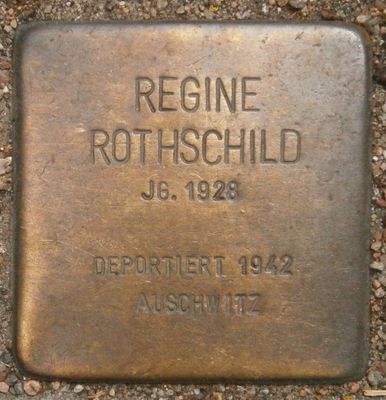 REGINE
ROTHSCHILD
JG. 1928
DEPORTIERT 1942
AUSCHWITZ